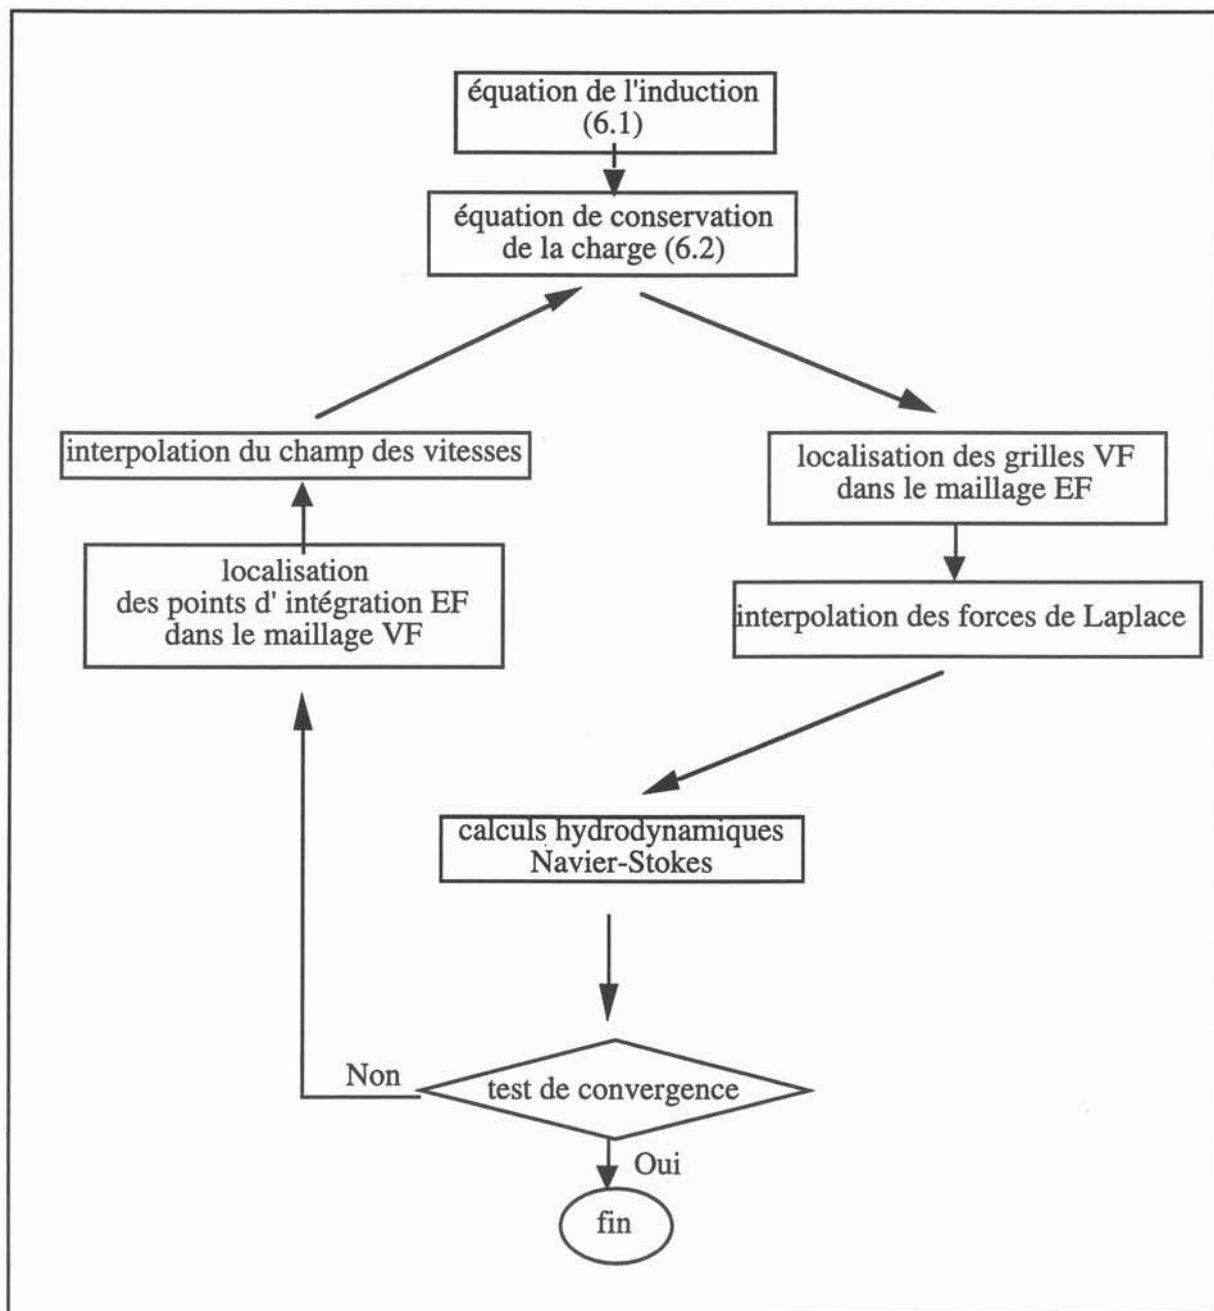 équation de l'induction
(6.1)
équation de conservation
de la charge (6.2)
interpolation du champ des vitesses
localisation des grilles VF
dans le maillage EF
localisation
des points d' intégration EF
dans le maillage VF
interpolation des forces de Laplace
calculs hydrodynamiques
Navier-Stokes
Non
test de convergence
Oui
fin